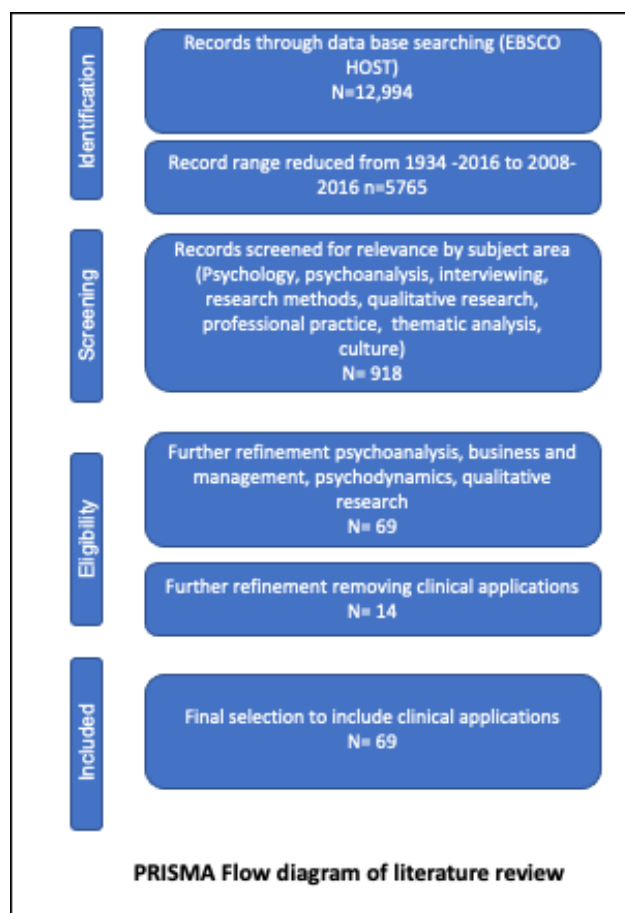 Identification
Records through data base searching (EBSCO
HOST)
N=12,994
Record range reduced from 1934 -2016 to 2008-
2016 n=5765
Screening
Records screened for relevance by subject area
(Psychology, psychoanalysis, interviewing,
research methods, qualitative research,
professional practice, thematic analysis,
culture)
N= 918
Eligibility
Further refinement psychoanalysis, business and
management, psychodynamics, qualitative
research
N= 69
Further refinement removing clinical applications
N= 14
Included
Final selection to include clinical applications
N= 69
PRISMA Flow diagram of literature review